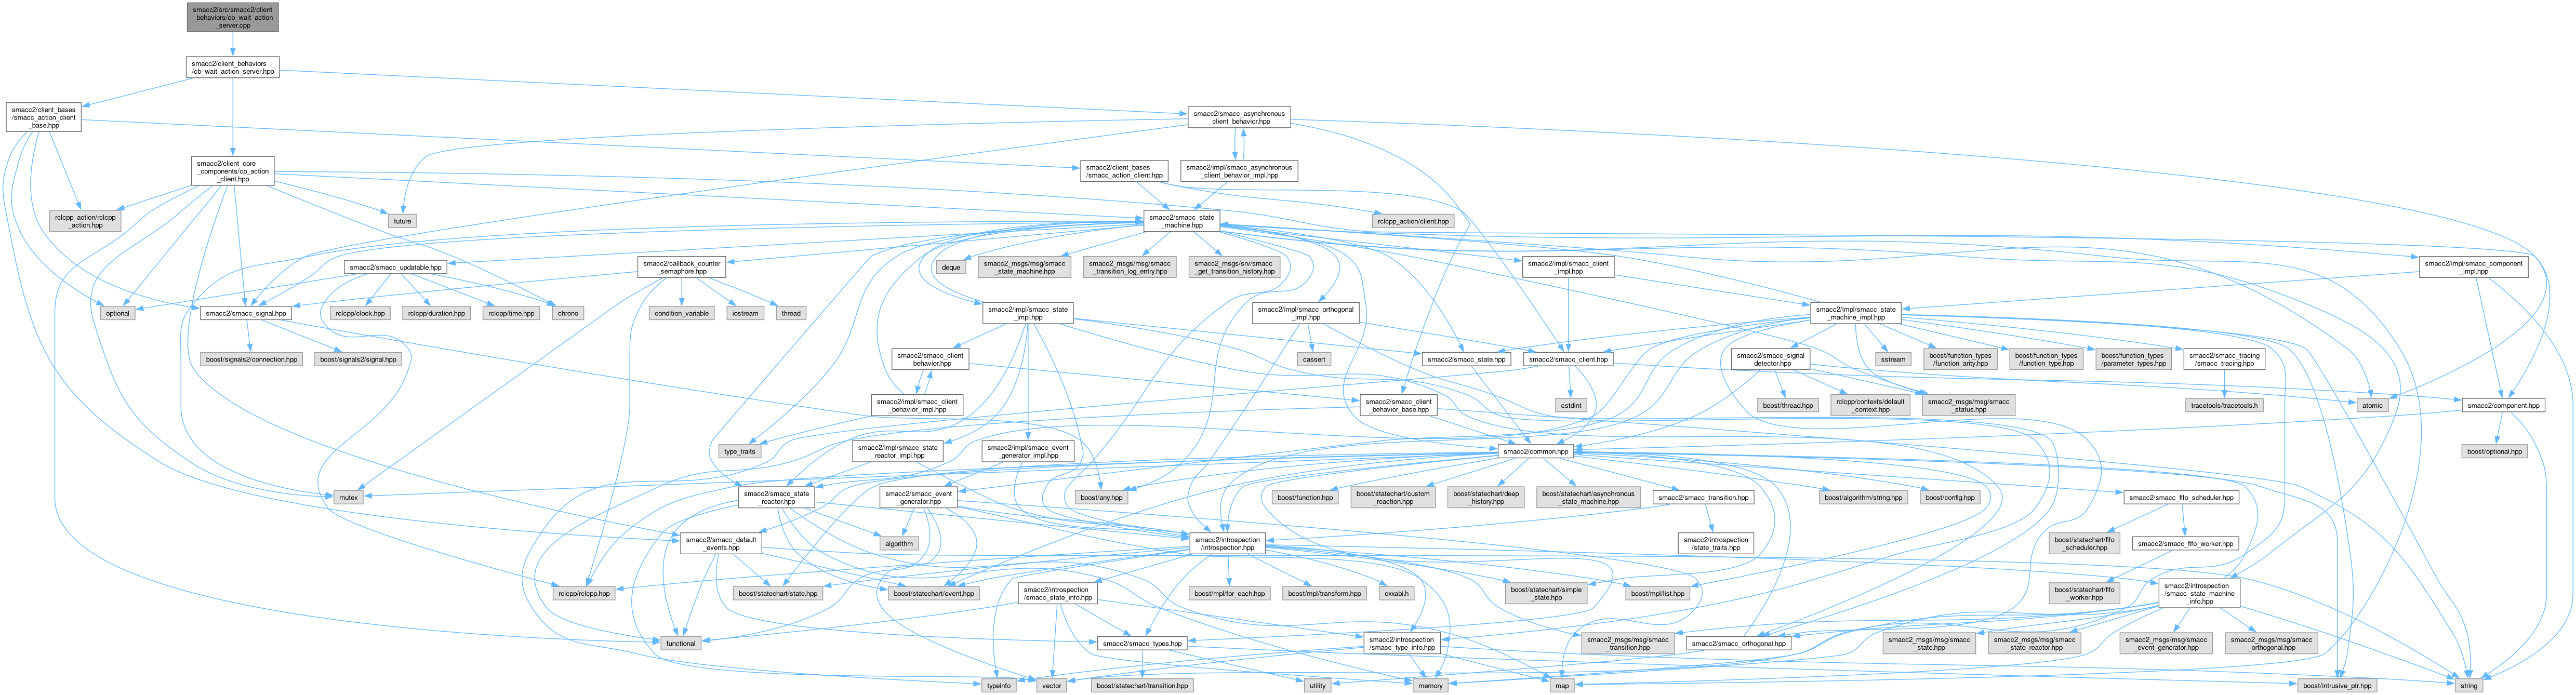 smacc2/src/smacc2/client
_behaviors/cb_wait_action
_server.cpp
smacc2/client_behaviors
/cb_wait_action_server.hpp
smacc2/client_bases
/smacc_action_client
_base.hpp
smacc2/smacc_asynchronous
_client_behavior.hpp
smacc2/client_core
_components/cp_action
_client.hpp
smacc2/client_bases
/smacc_action_client.hpp
smacc2/impl/smacc_asynchronous
_client_behavior_impl.hpp
rclcpp_action/rclcpp
_action.hpp
future
smacc2/smacc_state
_machine.hpp
rclcpp_action/client.hpp
smacc2/smacc_updatable.hpp
smacc2/callback_counter
_semaphore.hpp
deque
smacc2_msgs/msg/smacc
_state_machine.hpp
smacc2_msgs/msg/smacc
_transition_log_entry.hpp
smacc2_msgs/srv/smacc
_get_transition_history.hpp
smacc2/impl/smacc_client
_impl.hpp
smacc2/impl/smacc_component
_impl.hpp
optional
smacc2/smacc_signal.hpp
rclcpp/clock.hpp
rclcpp/duration.hpp
rclcpp/time.hpp
chrono
condition_variable
iostream
thread
smacc2/impl/smacc_state
_impl.hpp
smacc2/impl/smacc_orthogonal
_impl.hpp
smacc2/impl/smacc_state
_machine_impl.hpp
boost/signals2/connection.hpp
boost/signals2/signal.hpp
smacc2/smacc_client
_behavior.hpp
cassert
smacc2/smacc_state.hpp
smacc2/smacc_client.hpp
smacc2/smacc_signal
_detector.hpp
sstream
boost/function_types
/function_arity.hpp
boost/function_types
/function_type.hpp
boost/function_types
/parameter_types.hpp
smacc2/smacc_tracing
/smacc_tracing.hpp
smacc2/impl/smacc_client
_behavior_impl.hpp
smacc2/smacc_client
_behavior_base.hpp
cstdint
boost/thread.hpp
rclcpp/contexts/default
_context.hpp
smacc2_msgs/msg/smacc
_status.hpp
tracetools/tracetools.h
atomic
smacc2/component.hpp
type_traits
smacc2/impl/smacc_state
_reactor_impl.hpp
smacc2/impl/smacc_event
_generator_impl.hpp
smacc2/common.hpp
boost/optional.hpp
mutex
smacc2/smacc_state
_reactor.hpp
smacc2/smacc_event
_generator.hpp
boost/any.hpp
boost/function.hpp
boost/statechart/custom
_reaction.hpp
boost/statechart/deep
_history.hpp
boost/statechart/asynchronous
_state_machine.hpp
smacc2/smacc_transition.hpp
boost/algorithm/string.hpp
boost/config.hpp
smacc2/smacc_fifo_scheduler.hpp
smacc2/smacc_default
_events.hpp
algorithm
smacc2/introspection
/introspection.hpp
smacc2/introspection
/state_traits.hpp
boost/statechart/fifo
_scheduler.hpp
smacc2/smacc_fifo_worker.hpp
rclcpp/rclcpp.hpp
boost/statechart/state.hpp
boost/statechart/event.hpp
smacc2/introspection
/smacc_state_info.hpp
boost/mpl/for_each.hpp
boost/mpl/transform.hpp
cxxabi.h
boost/statechart/simple
_state.hpp
boost/mpl/list.hpp
boost/statechart/fifo
_worker.hpp
smacc2/introspection
/smacc_state_machine
_info.hpp
functional
smacc2/smacc_types.hpp
smacc2/introspection
/smacc_type_info.hpp
smacc2_msgs/msg/smacc
_transition.hpp
smacc2/smacc_orthogonal.hpp
smacc2_msgs/msg/smacc
_state.hpp
smacc2_msgs/msg/smacc
_state_reactor.hpp
smacc2_msgs/msg/smacc
_event_generator.hpp
smacc2_msgs/msg/smacc
_orthogonal.hpp
typeinfo
vector
boost/statechart/transition.hpp
utility
memory
map
boost/intrusive_ptr.hpp
string